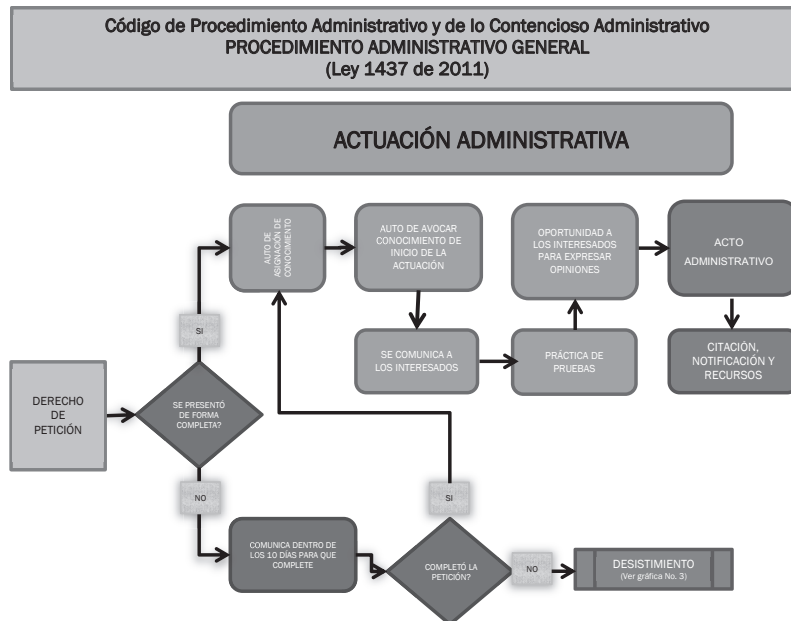 Código de Procedimiento Administrativo y de lo Contencioso Administrativo
PROCEDIMIENTO ADMINISTRATIVO GENERAL
(Ley 1437 de 2011)
ACTUACIÓN ADMINISTRATIVA
AUTO DE
ASIGNACIÓN DE
CONOCIMIENTO
AUTO DE AVOCAR
CONOCIMIENTO DE
INICIO DE LA
ACTUACIÓN
OPORTUNIDAD A
LOS INTERESADOS
PARA EXPRESAR
OPINIONES
ACTO
ADMINISTRATIVO
SI
SE COMUNICA A
LOS INTERESADOS
PRÁCTICA DE
PRUEBAS
CITACIÓN,
NOTIFICACIÓN Y
RECURSOS
DERECHO
DE
PETICIÓN
SE PRESENTÓ
DE FORMA
COMPLETA?
NO
SI
COMUNICA DENTRO DE
LOS 10 DÍAS PARA QUE
COMPLETE
COMPLETÓ LA
PETICIÓN?
NO
DESISTIMIENTO
(Ver gráfica No. 3)